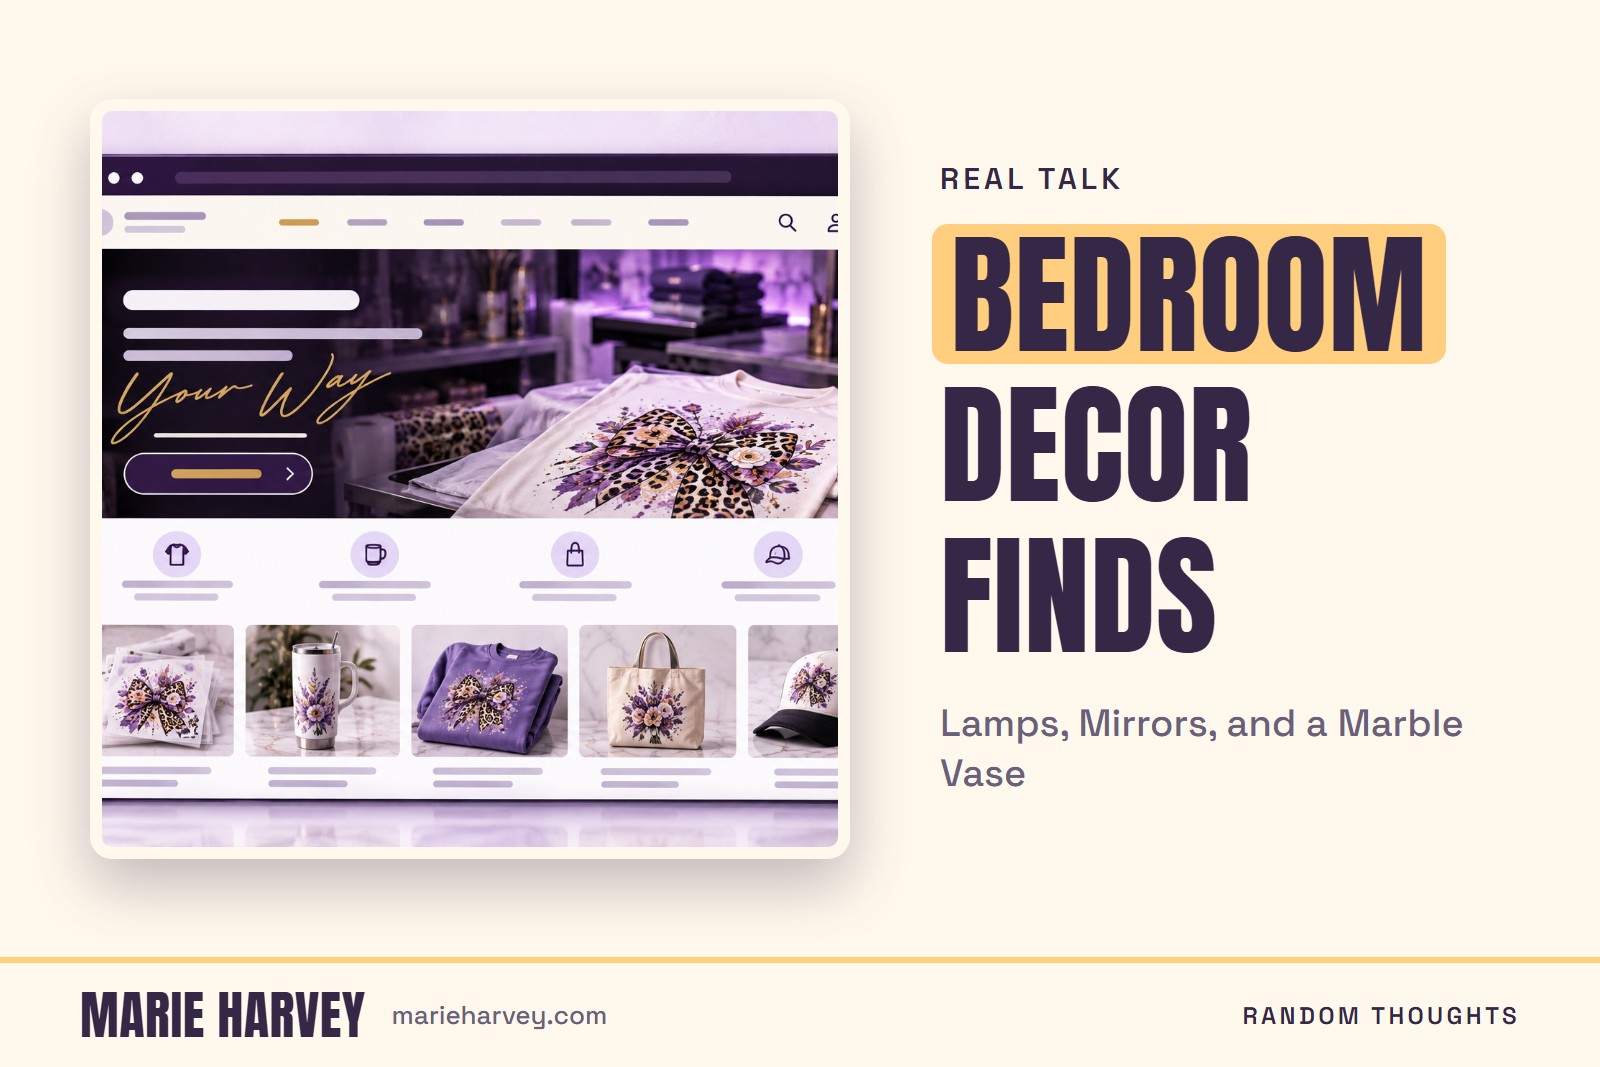 REAL TALK
BEDROOM
DECOR
FINDS
Lamps, Mirrors, and a Marble
Vase
Your Way
MARIE HARVEY
marieharvey.com
RANDOM THOUGHTS